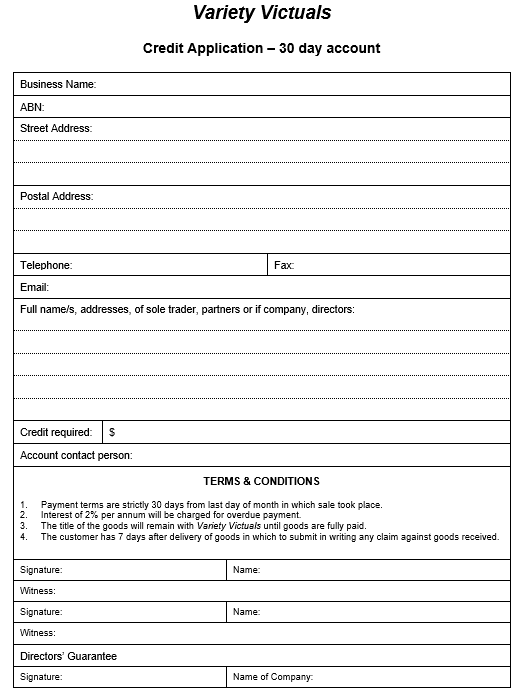 Variety Victuals
Credit Application – 30 day account
Business Name:
ABN:
Street Address:
Postal Address:
Telephone: Fax:
Email:
Full name/s, addresses, of sole trader, partners or if company, directors:
Credit required: $
Account contact person:
TERMS & CONDITIONS
1. Payment terms are strictly 30 days from last day of month in which sale took place.
2. Interest of 2% per annum will be charged for overdue payment.
3. The title of the goods will remain with Variety Victuals until goods are fully paid.
4. The customer has 7 days after delivery of goods in which to submit in writing any claim against goods received.
Signature: Name:
Witness:
Signature: Name:
Witness:
Directors' Guarantee
Signature: Name of Company: